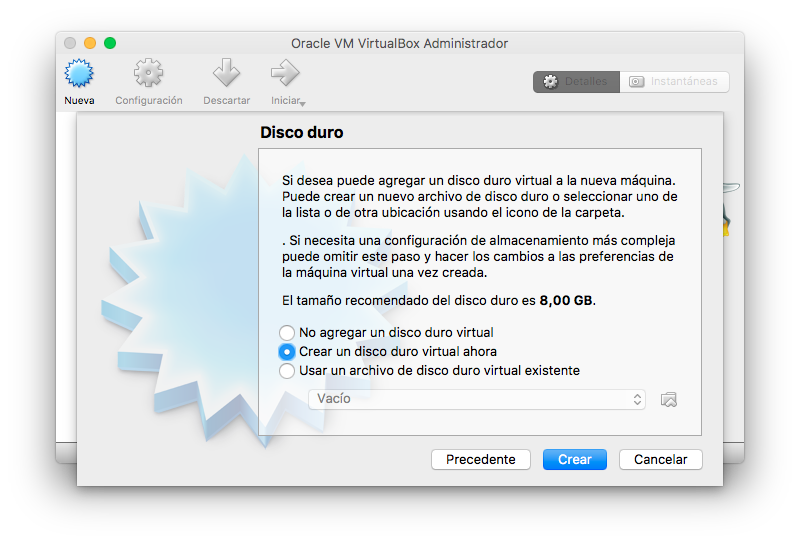 Oracle VM VirtualBox Administrador
Nueva
Configuración
Descartar
Iniciar
Detalles
Instantáneas
Disco duro
Si desea puede agregar un disco duro virtual a la nueva máquina.
Puede crear un nuevo archivo de disco duro o seleccionar uno de
la lista o de otra ubicación usando el icono de la carpeta.
. Si necesita una configuración de almacenamiento más compleja
puede omitir este paso y hacer los cambios a las preferencias de
la máquina virtual una vez creada.
El tamaño recomendado del disco duro es 8,00 GB.
No agregar un disco duro virtual
Crear un disco duro virtual ahora
Usar un archivo de disco duro virtual existente
Vacío
Precedente
Crear
Cancelar